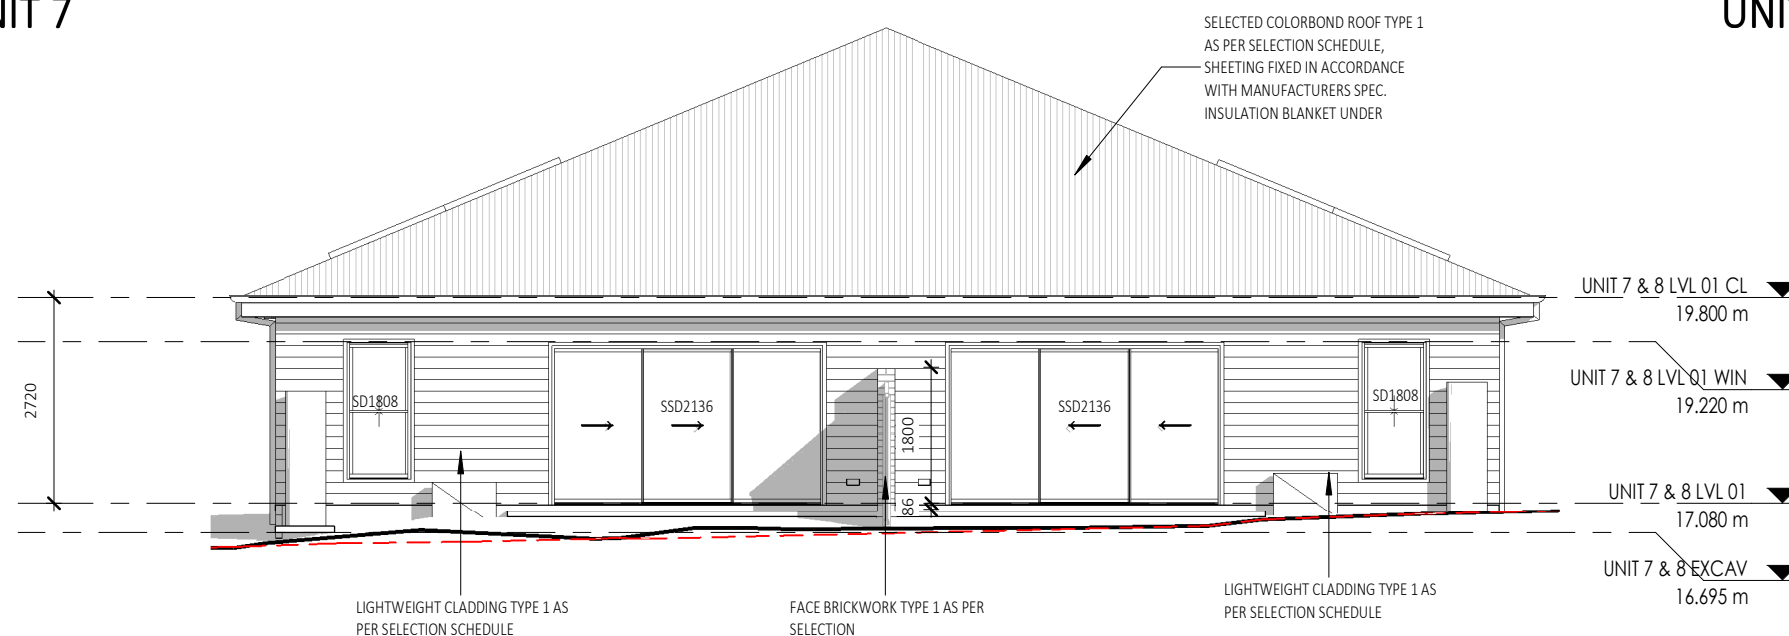 NIT 7
UNI
SELECTED COLORBOND ROOF TYPE 1
AS PER SELECTION SCHEDULE,
SHEETING FIXED IN ACCORDANCE
WITH MANUFACTURERS SPEC.
INSULATION BLANKET UNDER
UNIT 7 & 8 LVL 01 CL
19.800 m
UNIT 7 & 8 LVL 01 WIN
19.220 m
2720
SD1808
SSD2136
1800
SSD2136
SD1808
86
UNIT 7 & 8 LVL 01
17.080 m
UNIT 7 & 8 EXCAV
16.695 m
LIGHTWEIGHT CLADDING TYPE 1 AS
PER SELECTION SCHEDULE
FACE BRICKWORK TYPE 1 AS PER
SELECTION
LIGHTWEIGHT CLADDING TYPE 1 AS
PER SELECTION SCHEDULE